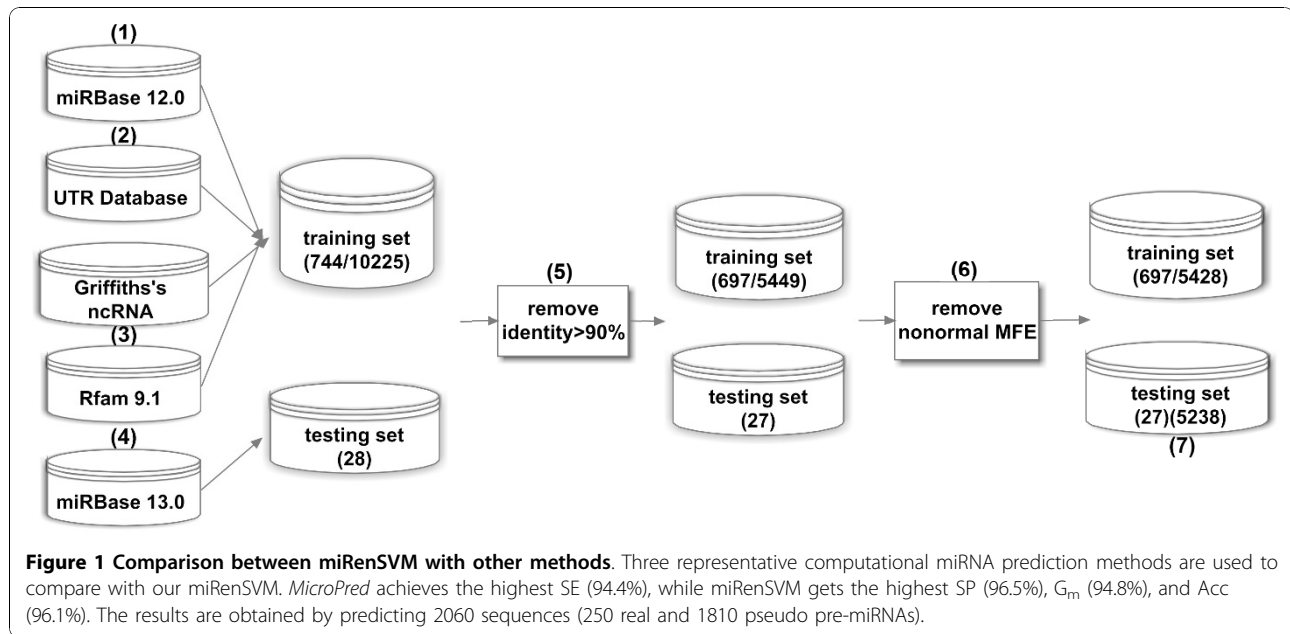 (1)
miRBase 12.0
(2)
UTR Database
Griffiths's
ncRNA
(3)
Rfam 9.1
(4)
miRBase 13.0
training set
(744/10225)
testing set
(28)
(5)
remove
identity>90%
training set
(697/5449)
testing set
(27)
(6)
remove
nonormal MFE
training set
(697/5428)
testing set
(27)(5238)
(7)
Figure 1 Comparison between miRenSVM with other methods. Three representative computational miRNA prediction methods are used to
compare with our miRenSVM. MicroPred achieves the highest SE (94.4%), while miRenSVM gets the highest SP (96.5%), Gm (94.8%), and Acc
(96.1%). The results are obtained by predicting 2060 sequences (250 real and 1810 pseudo pre-miRNAs).